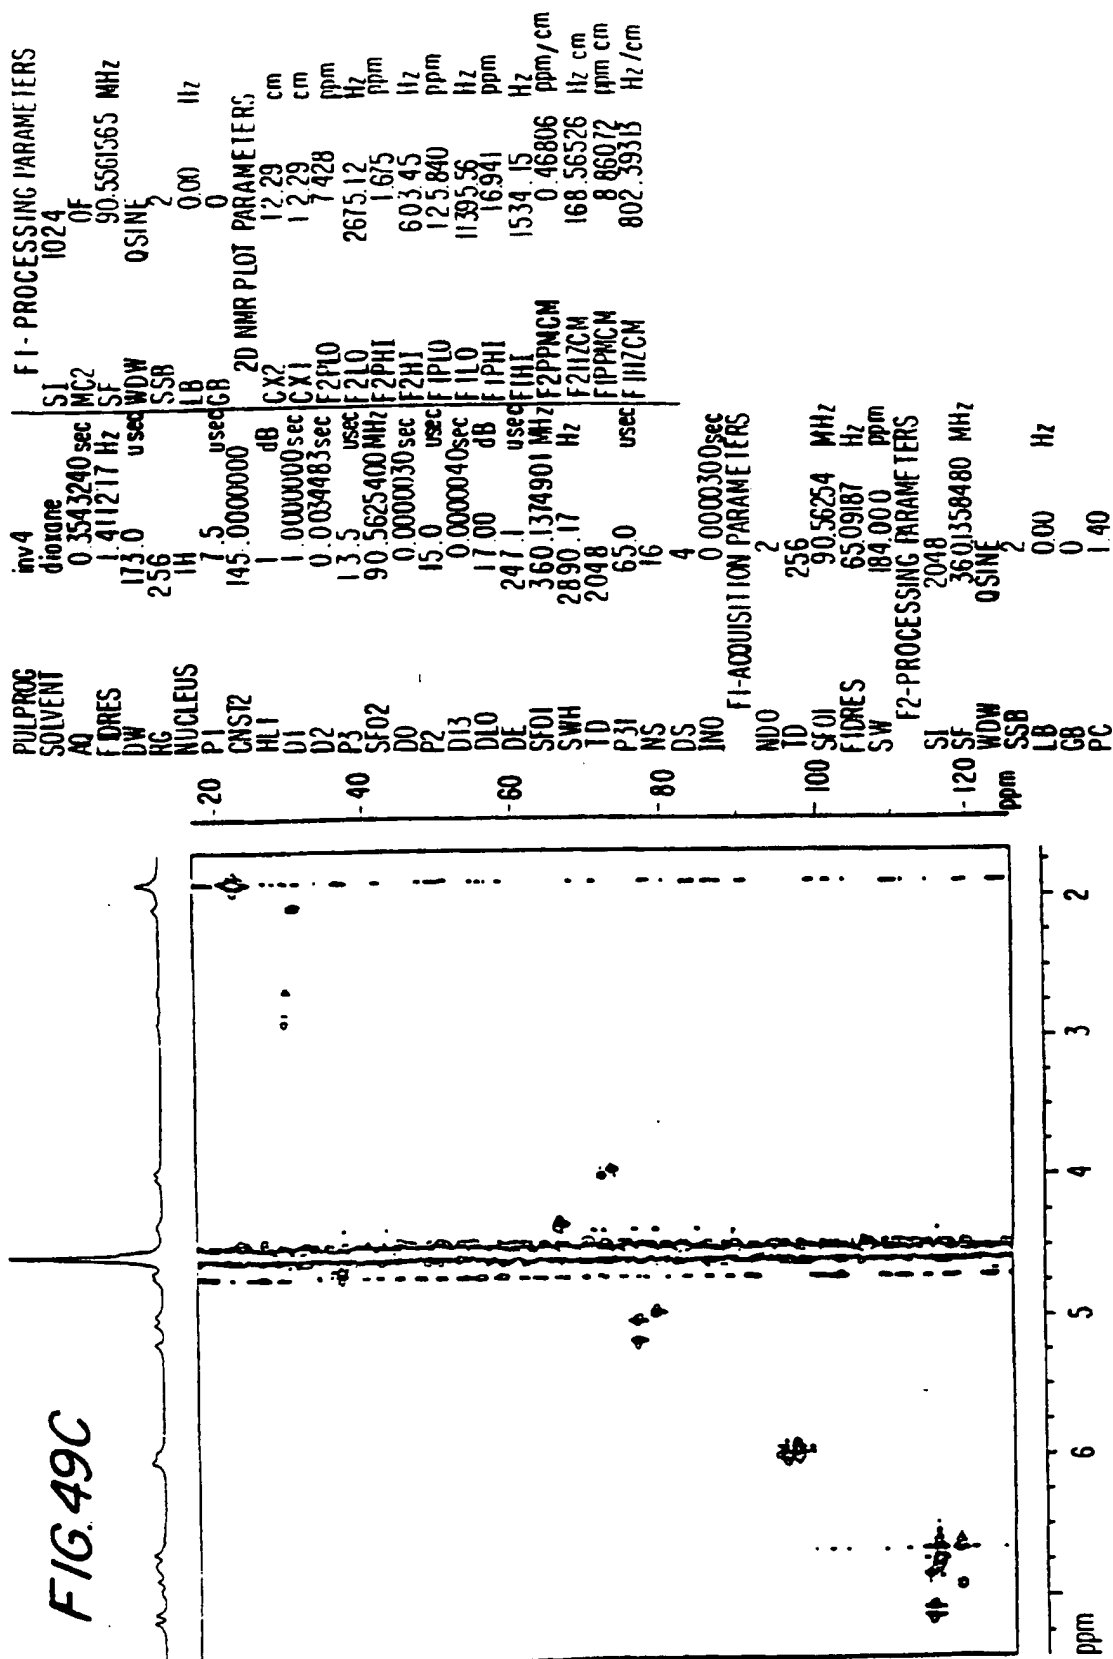 FIG. 49C
20
40
60
80
100
120
ppm
2
3
4
5
6
ppm
PULPROG inv4
SOLVENT dioxane
AQ 0.3543240 sec
FIDRES 1.411217 Hz
DW 173.0 usec
RG 256
NUCLEUS 1H
P1 7.5 usec
CNST2 145.0000000
HL1 1 dB
D1 1.0000000 sec
D2 0.0034483 sec
P3 13.5 usec
SFO2 90.5625400 MHz
D0 0.0000030 sec
P2 15.0 usec
D13 0.0000040 sec
DLO 17.00 dB
DE 247.1 usec
SFO1 360.1374901 MHz
SWH 2890.17 Hz
TD 2048
P31 65.0 usec
NS 16
DS 4
INO 0.0000300 sec
F1-ACQUISITION PARAMETERS
NDO 2
TD 256
SFO1 90.56254 MHz
FIDRES 65.09187 Hz
SW 184.000 ppm
F2-PROCESSING PARAMETERS
SI 2048
SF 360.1358480 MHz
WDW QSINE
SSB 2
LB 0.00 Hz
GB 0
PC 1.40
F1-PROCESSING PARAMETERS
SI 1024
MC2 QF
SF 90.5561565 MHz
WDW QSINE
SSB 2
LB 0.00 Hz
GB 0
2D NMR PLOT PARAMETERS
CX2 12.29 cm
CX1 12.29 cm
F2PLO 7.428 ppm
F2LO 2675.12 Hz
F2PHI 1.675 ppm
F2HI 603.45 Hz
F1PLO 125.840 ppm
F1LO 11395.56 Hz
F1PHI 16.941 ppm
F1HI 1534.15 Hz
F2PPMCM 0.46806 ppm/cm
F2HZCM 168.56526 Hz cm
F1PPMCM 8.86072 ppm cm
F1HZCM 802.39313 Hz/cm